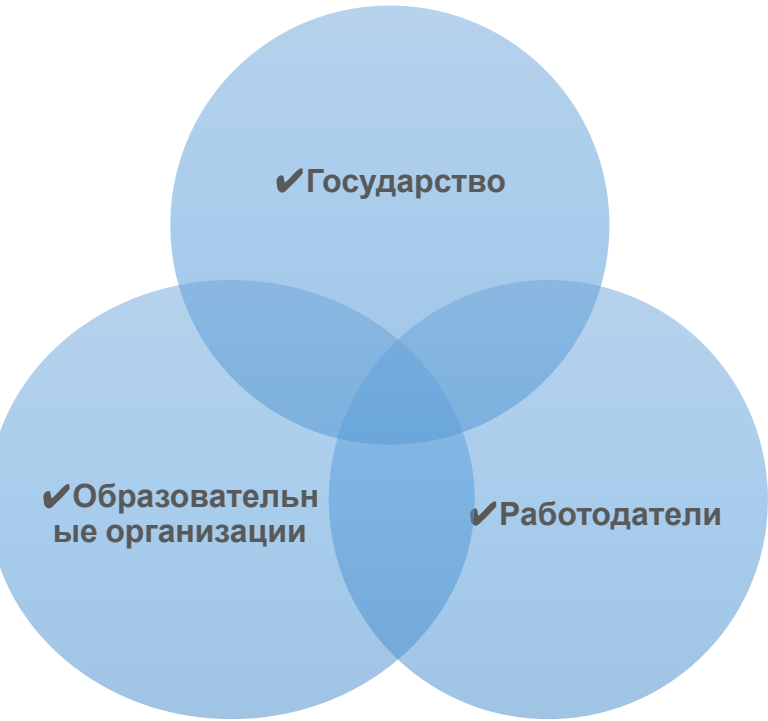 ✔Государство
✔Образовательн
ые организации
✔Работодатели